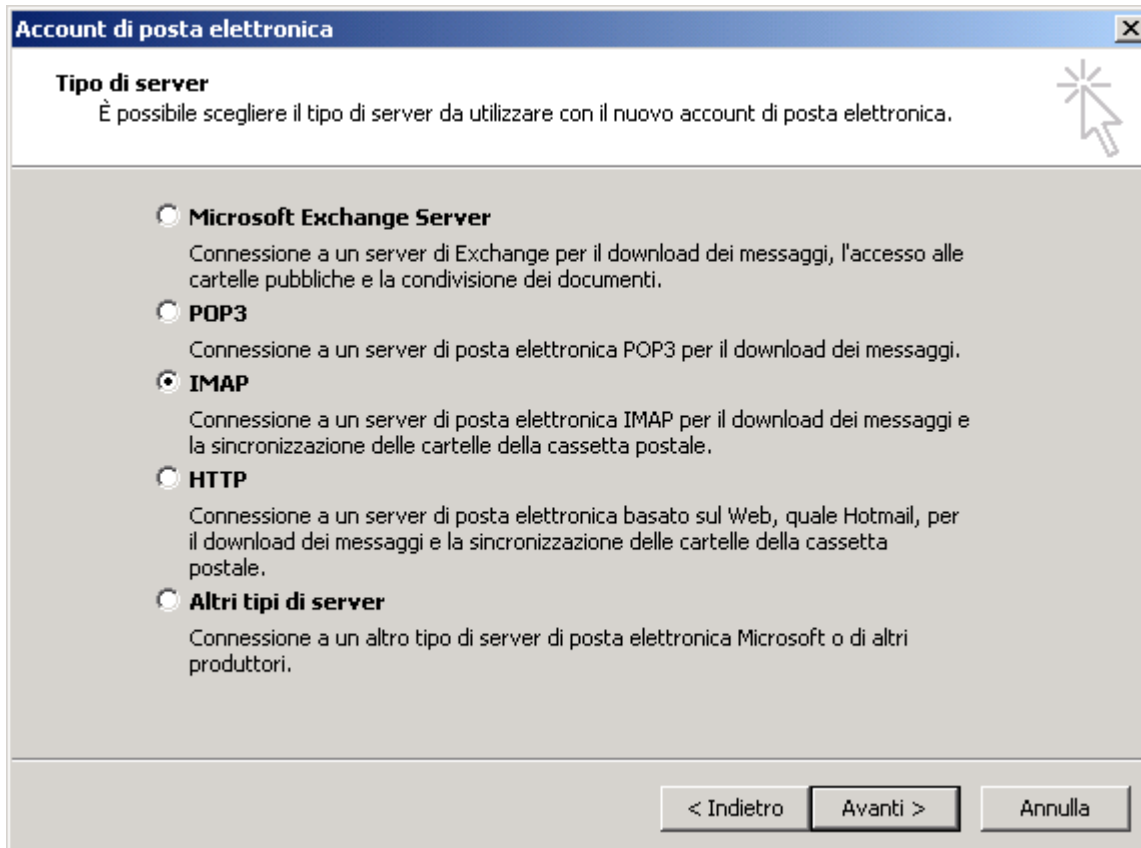 Account di posta elettronica
Tipo di server
È possibile scegliere il tipo di server da utilizzare con il nuovo account di posta elettronica.
Microsoft Exchange Server
Connessione a un server di Exchange per il download dei messaggi, l'accesso alle
cartelle pubbliche e la condivisione dei documenti.
POP3
Connessione a un server di posta elettronica POP3 per il download dei messaggi.
IMAP
Connessione a un server di posta elettronica IMAP per il download dei messaggi e
la sincronizzazione delle cartelle della cassetta postale.
HTTP
Connessione a un server di posta elettronica basato sul Web, quale Hotmail, per
il download dei messaggi e la sincronizzazione delle cartelle della cassetta
postale.
Altri tipi di server
Connessione a un altro tipo di server di posta elettronica Microsoft o di altri
produttori.
< Indietro Avanti > Annulla